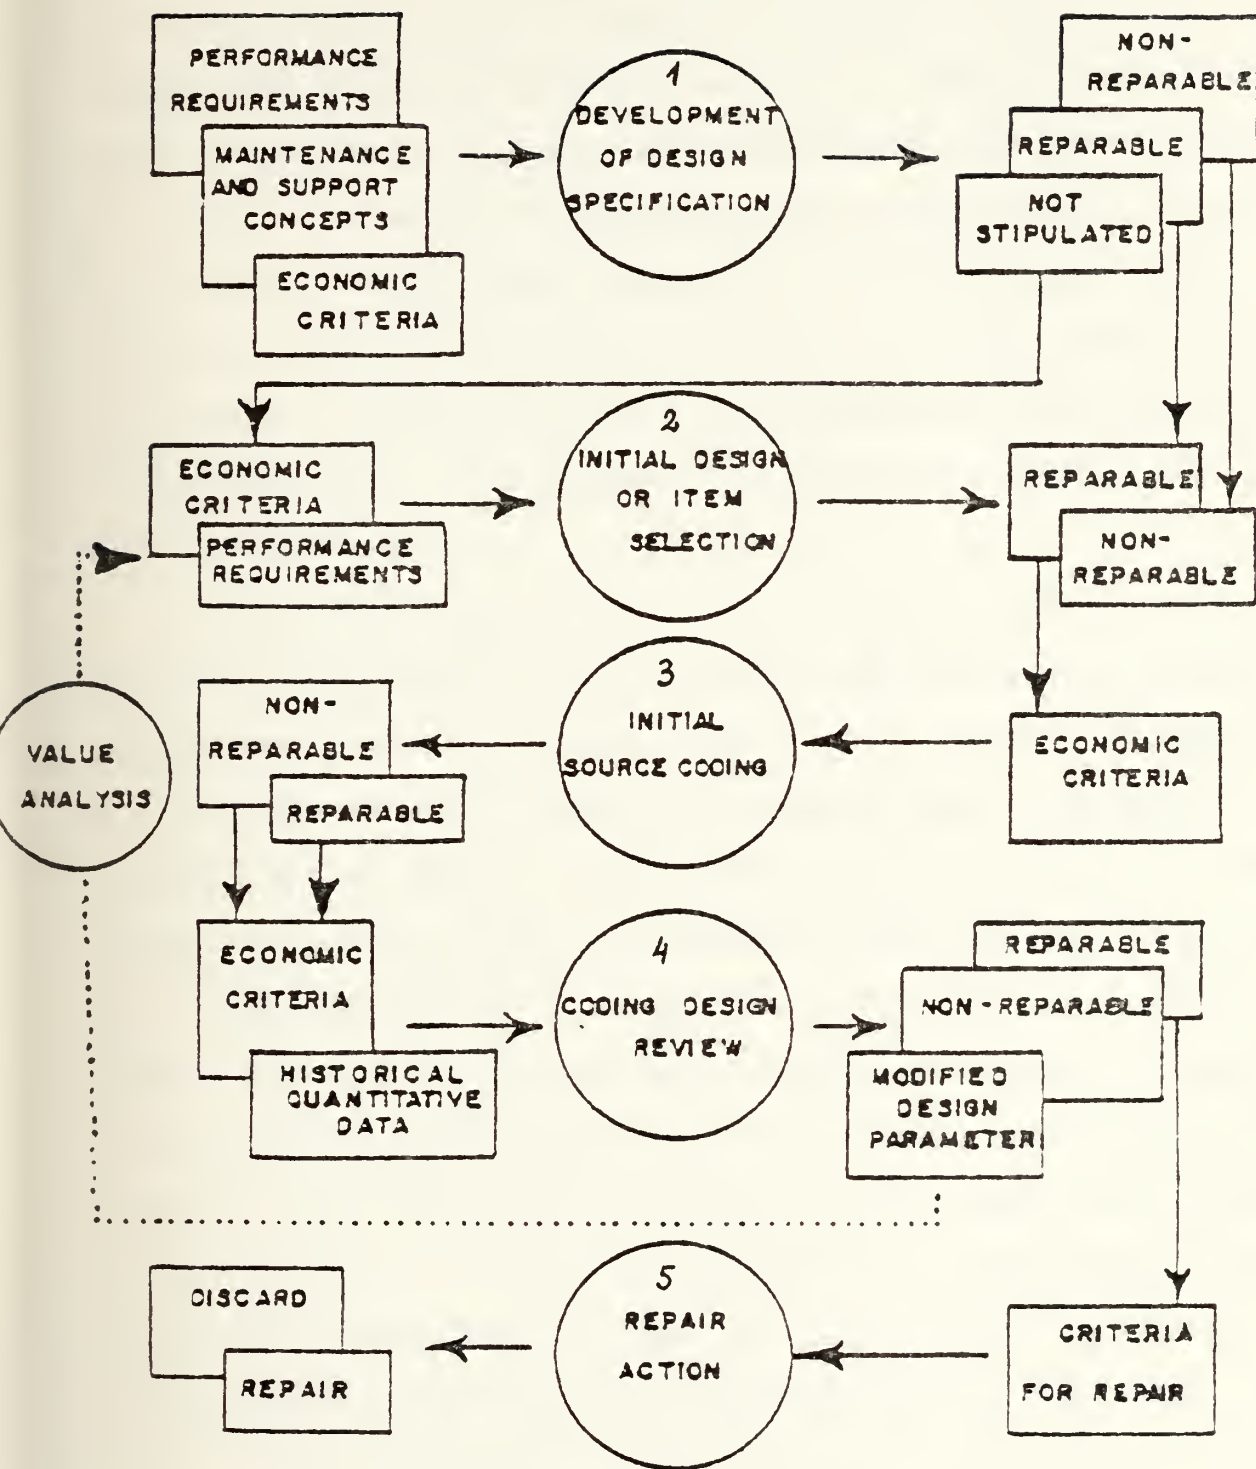 PERFORMANCE
REQUIREMENTS
MAINTENANCE
AND SUPPORT
CONCEPTS
ECONOMIC
CRITERIA
1
DEVELOPMENT
OF DESIGN
SPECIFICATION
NON-
REPARABLE
REPARABLE
NOT
STIPULATED
ECONOMIC
CRITERIA
PERFORMANCE
REQUIREMENTS
2
INITIAL DESIGN
OR ITEM
SELECTION
REPARABLE
NON-
REPARABLE
VALUE
ANALYSIS
NON-
REPARABLE
REPARABLE
3
INITIAL
SOURCE CODING
ECONOMIC
CRITERIA
ECONOMIC
CRITERIA
HISTORICAL
QUANTITATIVE
DATA
4
CODING DESIGN
REVIEW
REPARABLE
NON-REPARABLE
MODIFIED
DESIGN
PARAMETER
DISCARD
REPAIR
5
REPAIR
ACTION
CRITERIA
FOR REPAIR